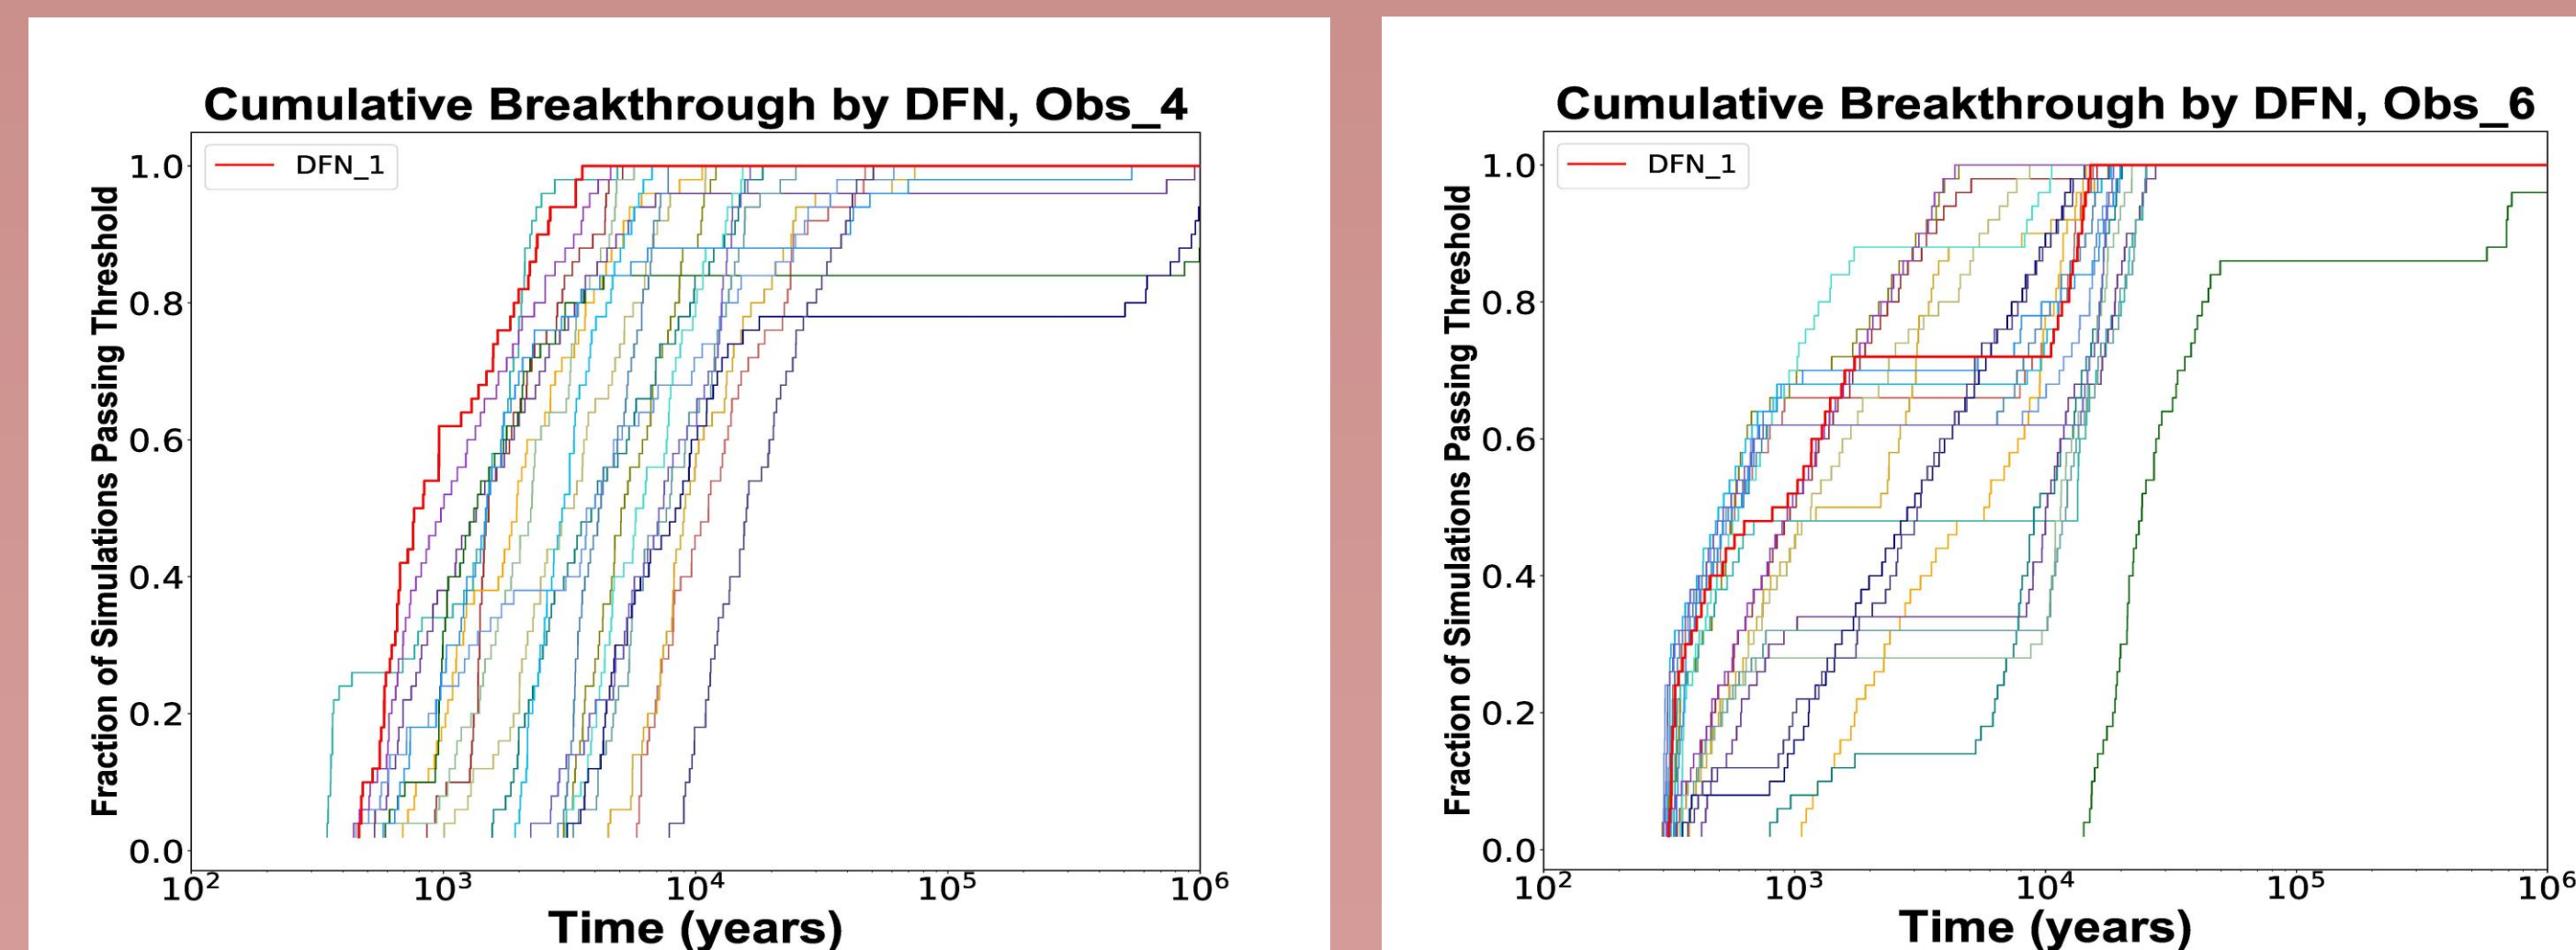 Cumulative Breakthrough by DFN, Obs_4
DFN_1
Fraction of Simulations Passing Threshold
1.0
0.8
0.6
0.4
0.2
0.0
10² 10³ 10⁴ 10⁵ 10⁶
Time (years)
Cumulative Breakthrough by DFN, Obs_6
DFN_1
Fraction of Simulations Passing Threshold
1.0
0.8
0.6
0.4
0.2
0.0
10² 10³ 10⁴ 10⁵ 10⁶
Time (years)